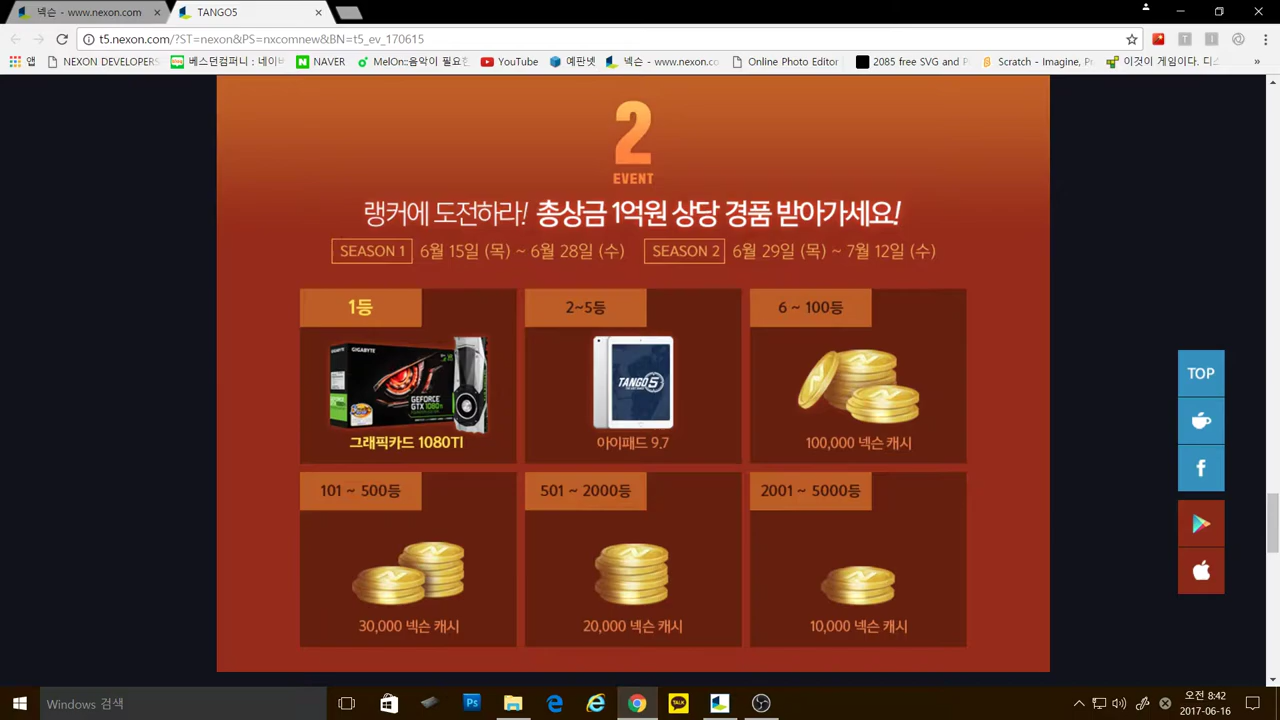 넥슨 - www.nexon.com
TANGO5
t5.nexon.com/?ST=nexon&PS=nxcomnew&BN=t5_ev_170615
앱
NEXON DEVELOPERS
베스던컴퍼니 : 네이버
NAVER
MelOn::음악이 필요한
YouTube
예판넷
넥슨 - www.nexon.co
Online Photo Editor
2085 free SVG and P
Scratch - Imagine, P
이것이 게임이다. 디스
»
2
EVENT
랭커에 도전하라! 총상금 1억원 상당 경품 받아가세요!
SEASON 1 6월 15일 (목) ~ 6월 28일 (수) SEASON 2 6월 29일 (목) ~ 7월 12일 (수)
1등
2~5등
6 ~ 100등
GIGABYTE
GEFORCE
GTX 1080 Ti
TANGO 5
그래픽카드 1080TI
아이패드 9.7
100,000 넥슨 캐시
101 ~ 500등
501 ~ 2000등
2001 ~ 5000등
30,000 넥슨 캐시
20,000 넥슨 캐시
10,000 넥슨 캐시
TOP
f
Windows 검색
Ps
TALK
오전 8:42
2017-06-16